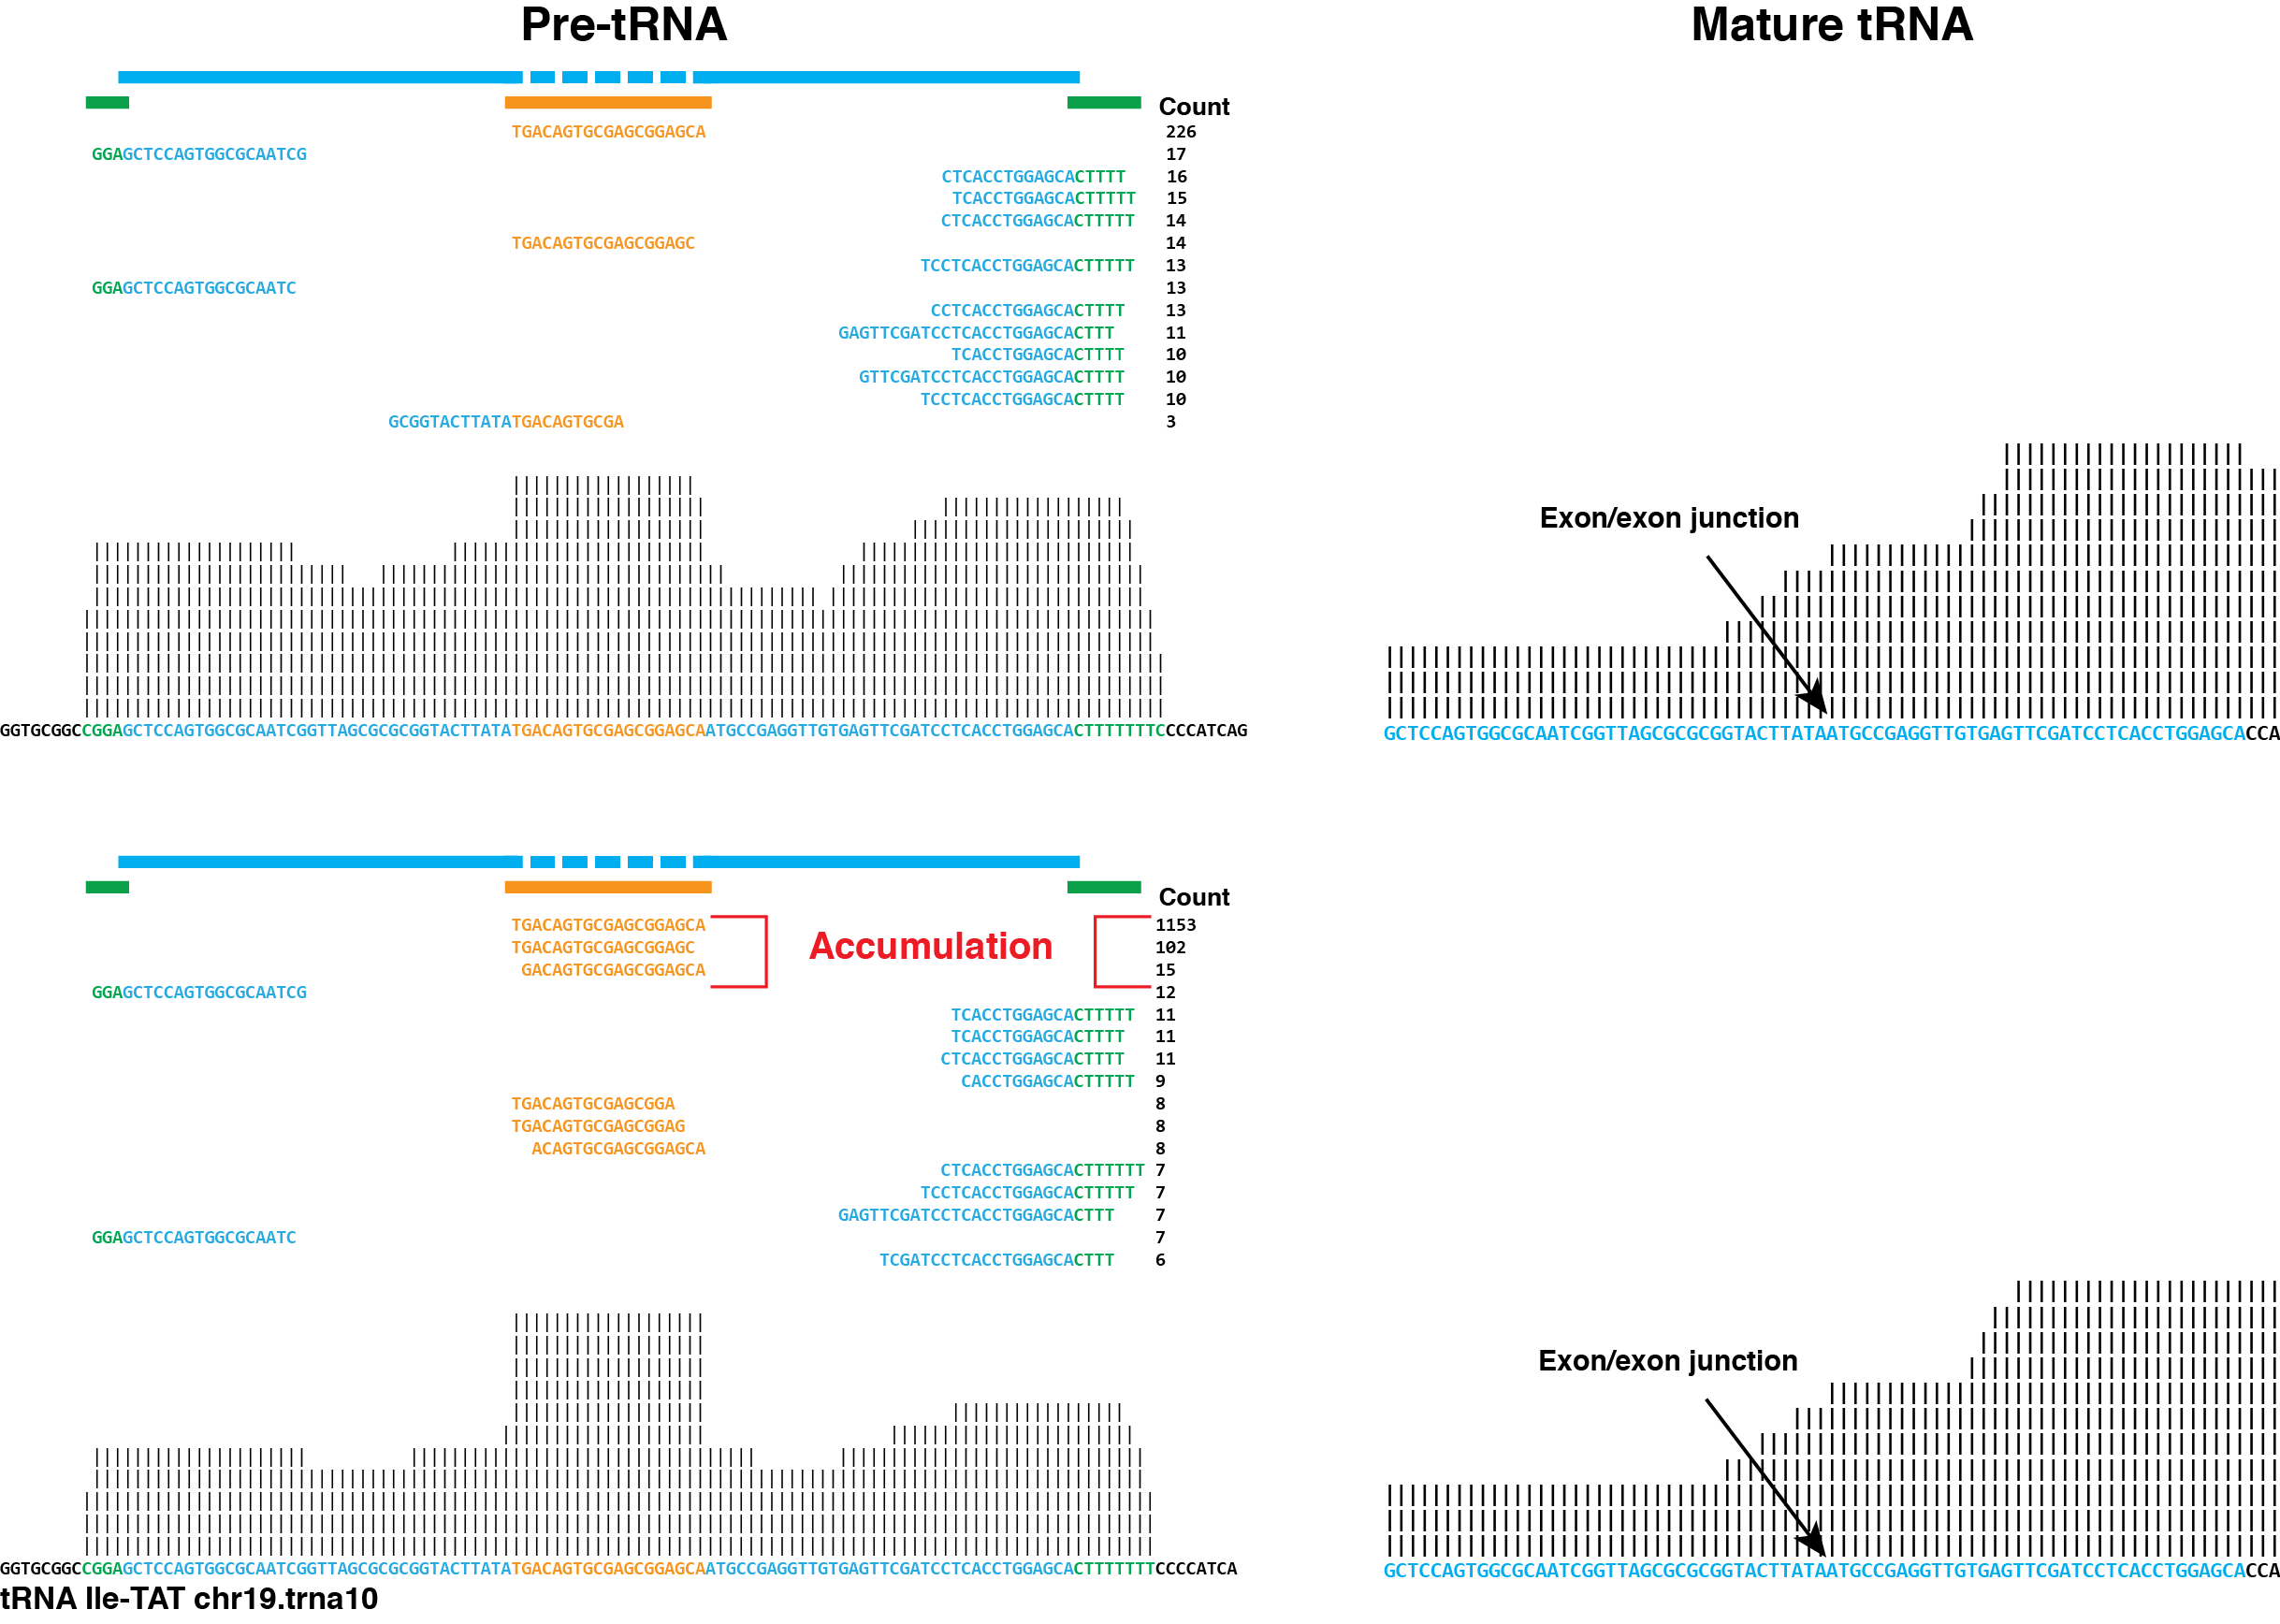 Pre-tRNA
Mature tRNA
Count
TGACAGTGCGAGCGGAGCA 226
GGAGCTCCAGTGGCGCAATCG 17
CTCACCTGGAGCACTTTT 16
TCACCTGGAGCACTTTTT 15
CTCACCTGGAGCACTTTTT 14
TGACAGTGCGAGCGGAGC 14
TCCTCACCTGGAGCACTTTTT 13
GGAGCTCCAGTGGCGCAATC 13
CCTCACCTGGAGCACTTTT 13
GAGTTCGATCCTCACCTGGAGCACTTT 11
TCACCTGGAGCACTTTT 10
GTTCGATCCTCACCTGGAGCACTTTT 10
TCCTCACCTGGAGCACTTTT 10
GCGGTACTTATATGACAGTGCGA 3
Exon/exon junction
GGTGCGGCCGGAGCTCCAGTGGCGCAATCGGTTAGCGCGCGGTACTTATATGACAGTGCGAGCGGAGCAATGCCGAGGTTGTGAGTTCGATCCTCACCTGGAGCACTTTTTTTCCCCATCAG
GCTCCAGTGGCGCAATCGGTTAGCGCGCGGTACTTATAATGCCGAGGTTGTGAGTTCGATCCTCACCTGGAGCACCA
Count
TGACAGTGCGAGCGGAGCA 1153
TGACAGTGCGAGCGGAGC 102
GACAGTGCGAGCGGAGCA 15
Accumulation
GGAGCTCCAGTGGCGCAATCG 12
TCACCTGGAGCACTTTTT 11
TCACCTGGAGCACTTTT 11
CTCACCTGGAGCACTTTT 11
CACCTGGAGCACTTTTT 9
TGACAGTGCGAGCGGA 8
TGACAGTGCGAGCGGAG 8
ACAGTGCGAGCGGAGCA 8
CTCACCTGGAGCACTTTTTT 7
TCCTCACCTGGAGCACTTTTT 7
GAGTTCGATCCTCACCTGGAGCACTTT 7
GGAGCTCCAGTGGCGCAATC 7
TCGATCCTCACCTGGAGCACTTT 6
Exon/exon junction
GGTGCGGCCGGAGCTCCAGTGGCGCAATCGGTTAGCGCGCGGTACTTATATGACAGTGCGAGCGGAGCAATGCCGAGGTTGTGAGTTCGATCCTCACCTGGAGCACTTTTTTTCCCCATCA
GCTCCAGTGGCGCAATCGGTTAGCGCGCGGTACTTATAATGCCGAGGTTGTGAGTTCGATCCTCACCTGGAGCACCA
tRNA Ile-TAT chr19.trna10